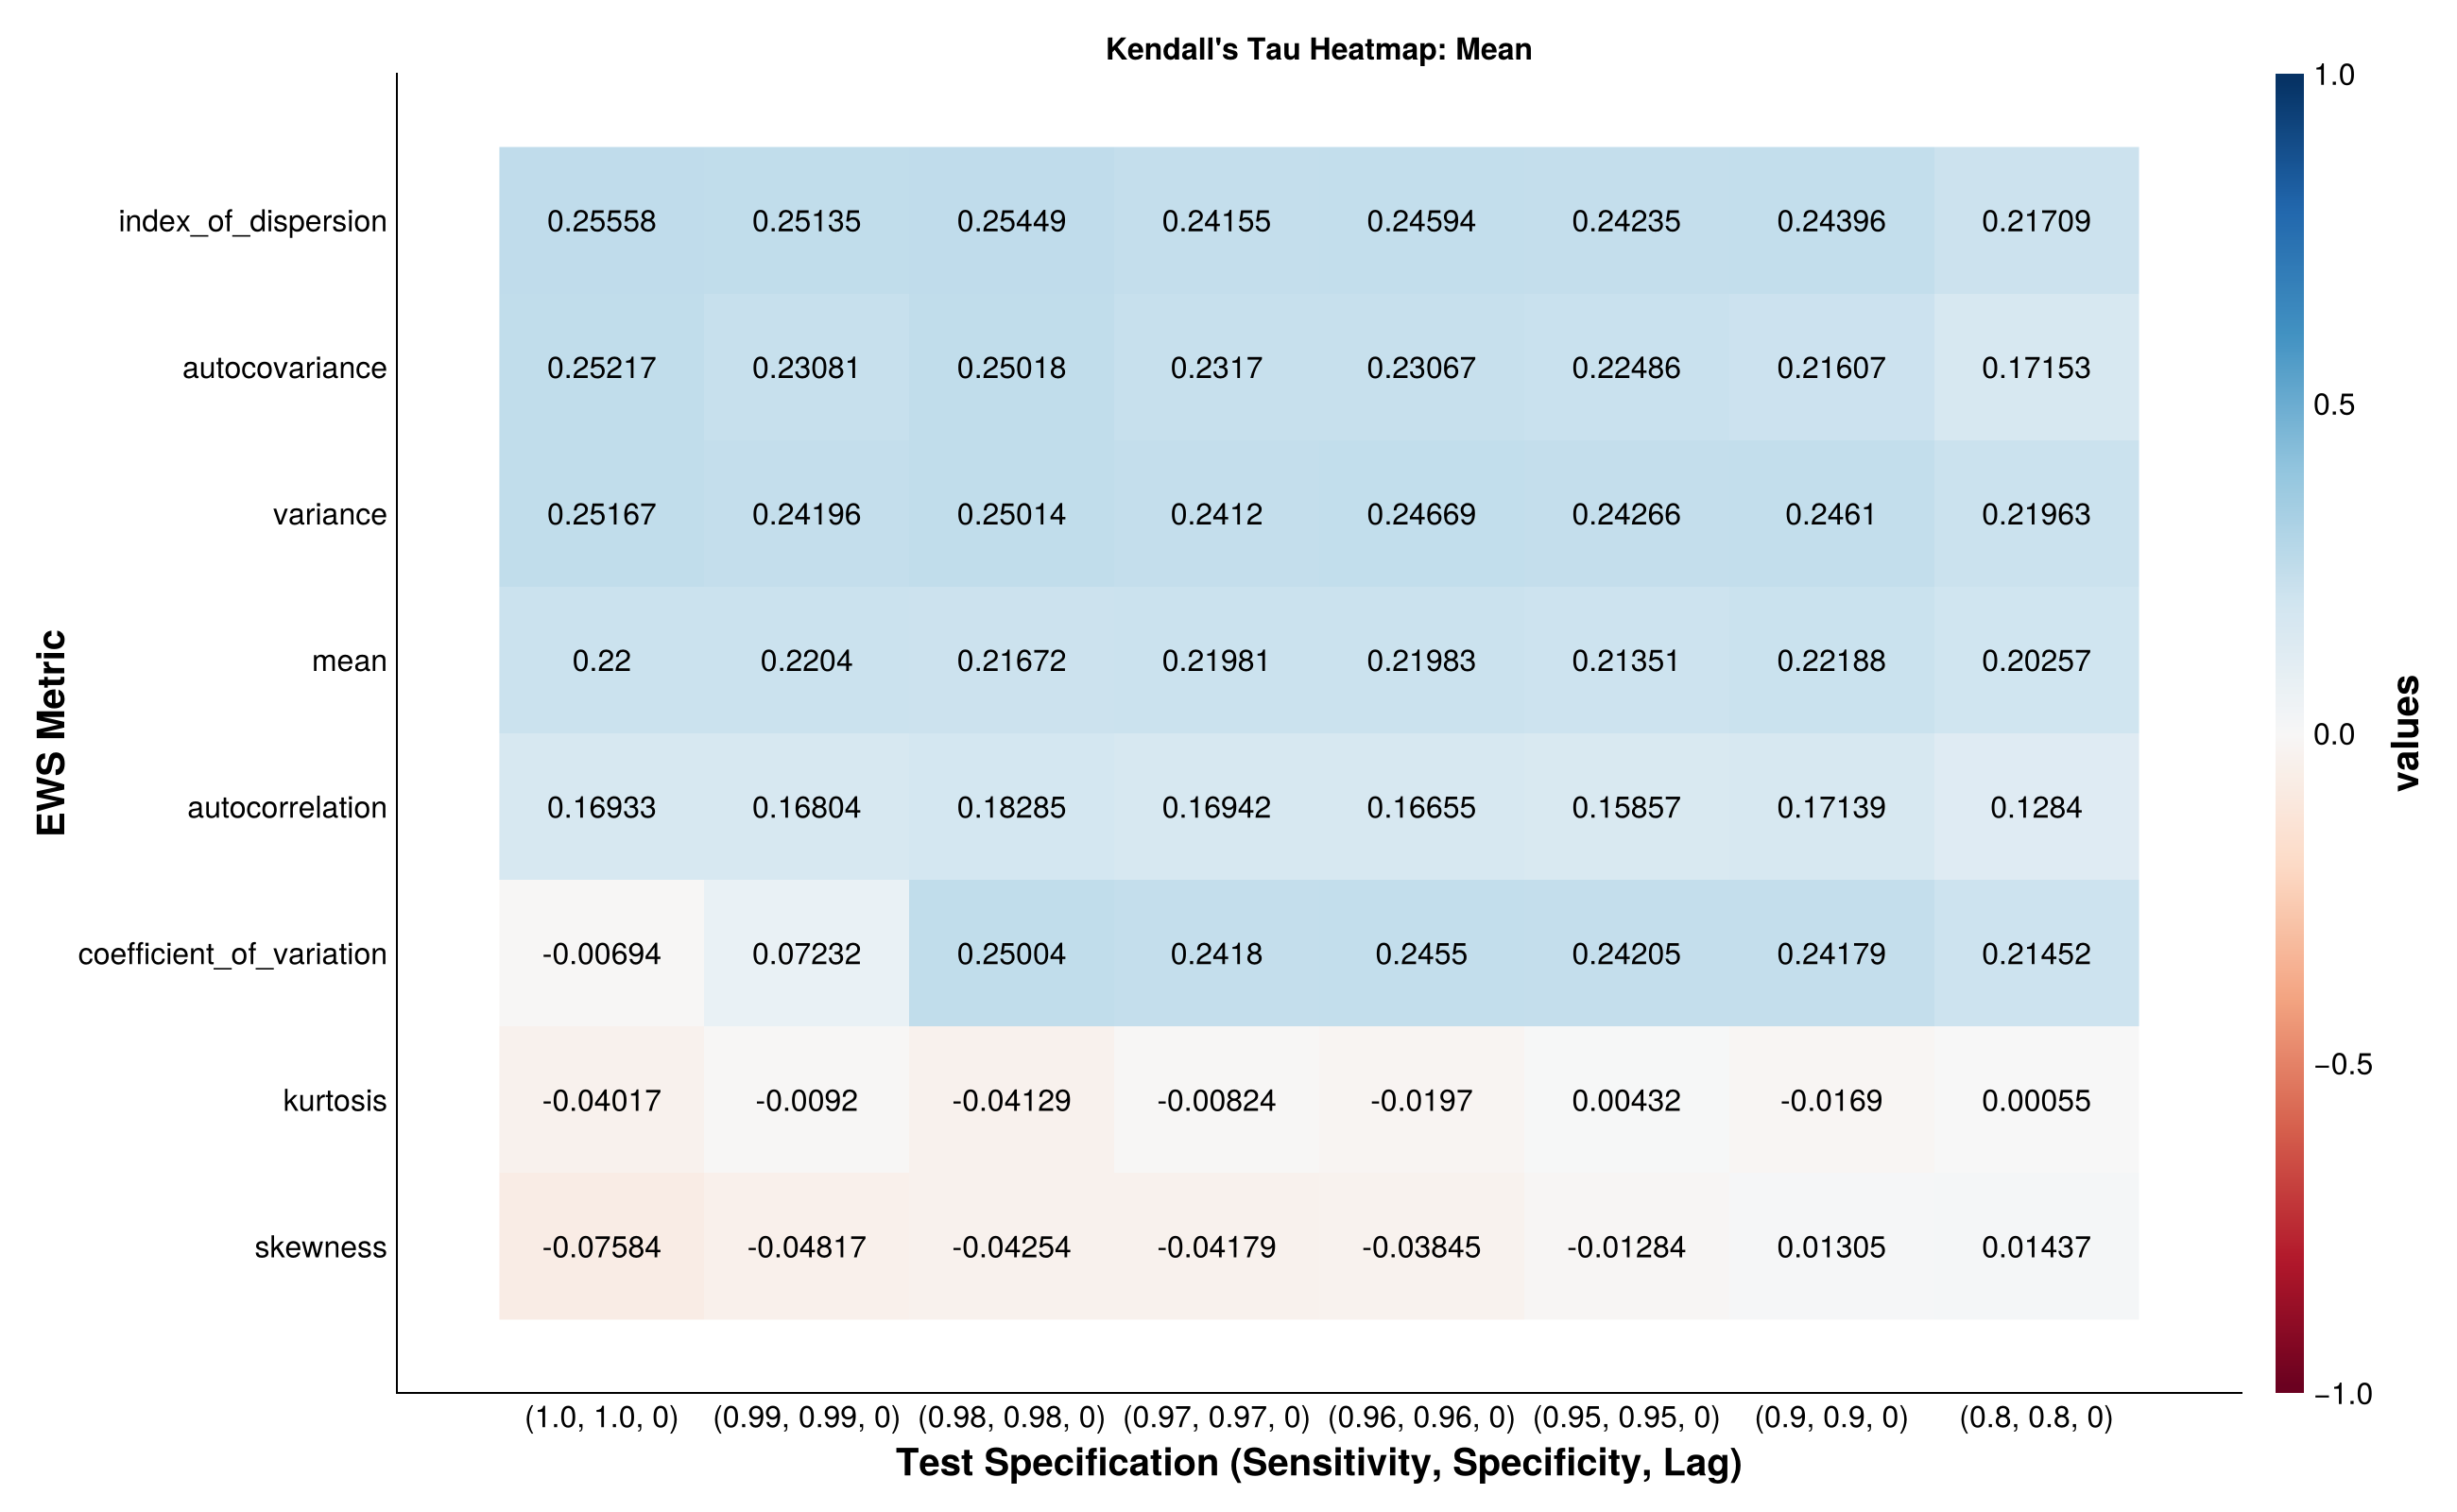 Kendall's Tau Heatmap: Mean
index_of_dispersion 0.25558 0.25135 0.25449 0.24155 0.24594 0.24235 0.24396 0.21709
autocovariance 0.25217 0.23081 0.25018 0.2317 0.23067 0.22486 0.21607 0.17153
variance 0.25167 0.24196 0.25014 0.2412 0.24669 0.24266 0.2461 0.21963
mean 0.22 0.2204 0.21672 0.21981 0.21983 0.21351 0.22188 0.20257
autocorrelation 0.16933 0.16804 0.18285 0.16942 0.16655 0.15857 0.17139 0.1284
coefficient_of_variation -0.00694 0.07232 0.25004 0.2418 0.2455 0.24205 0.24179 0.21452
kurtosis -0.04017 -0.0092 -0.04129 -0.00824 -0.0197 0.00432 -0.0169 0.00055
skewness -0.07584 -0.04817 -0.04254 -0.04179 -0.03845 -0.01284 0.01305 0.01437
(1.0, 1.0, 0) (0.99, 0.99, 0) (0.98, 0.98, 0) (0.97, 0.97, 0) (0.96, 0.96, 0) (0.95, 0.95, 0) (0.9, 0.9, 0) (0.8, 0.8, 0)
Test Specification (Sensitivity, Specificity, Lag)
EWS Metric
1.0
0.5
0.0
−0.5
−1.0
values